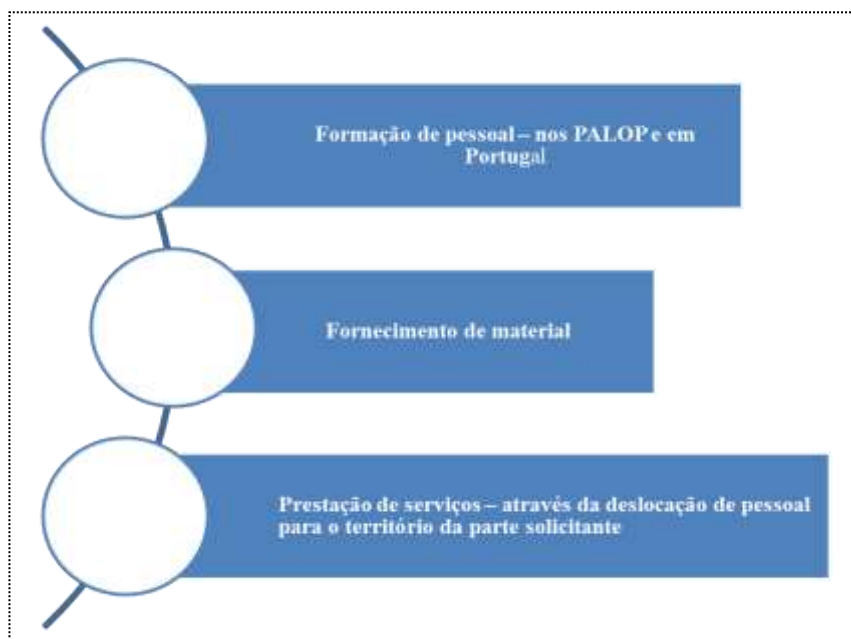 Formação de pessoal – nos PALOP e em
Portugal
Fornecimento de material
Prestação de serviços – através da deslocação de pessoal
para o território da parte solicitante